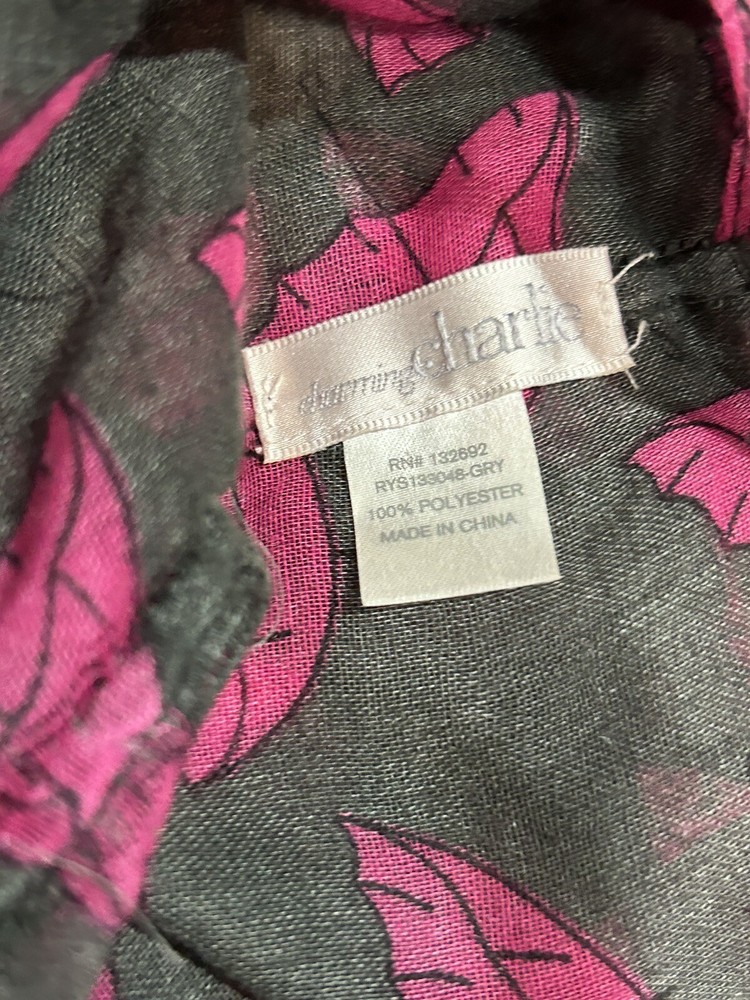 charming charlie
RN# 132692
RYS133048-GRY
100% POLYESTER
MADE IN CHINA